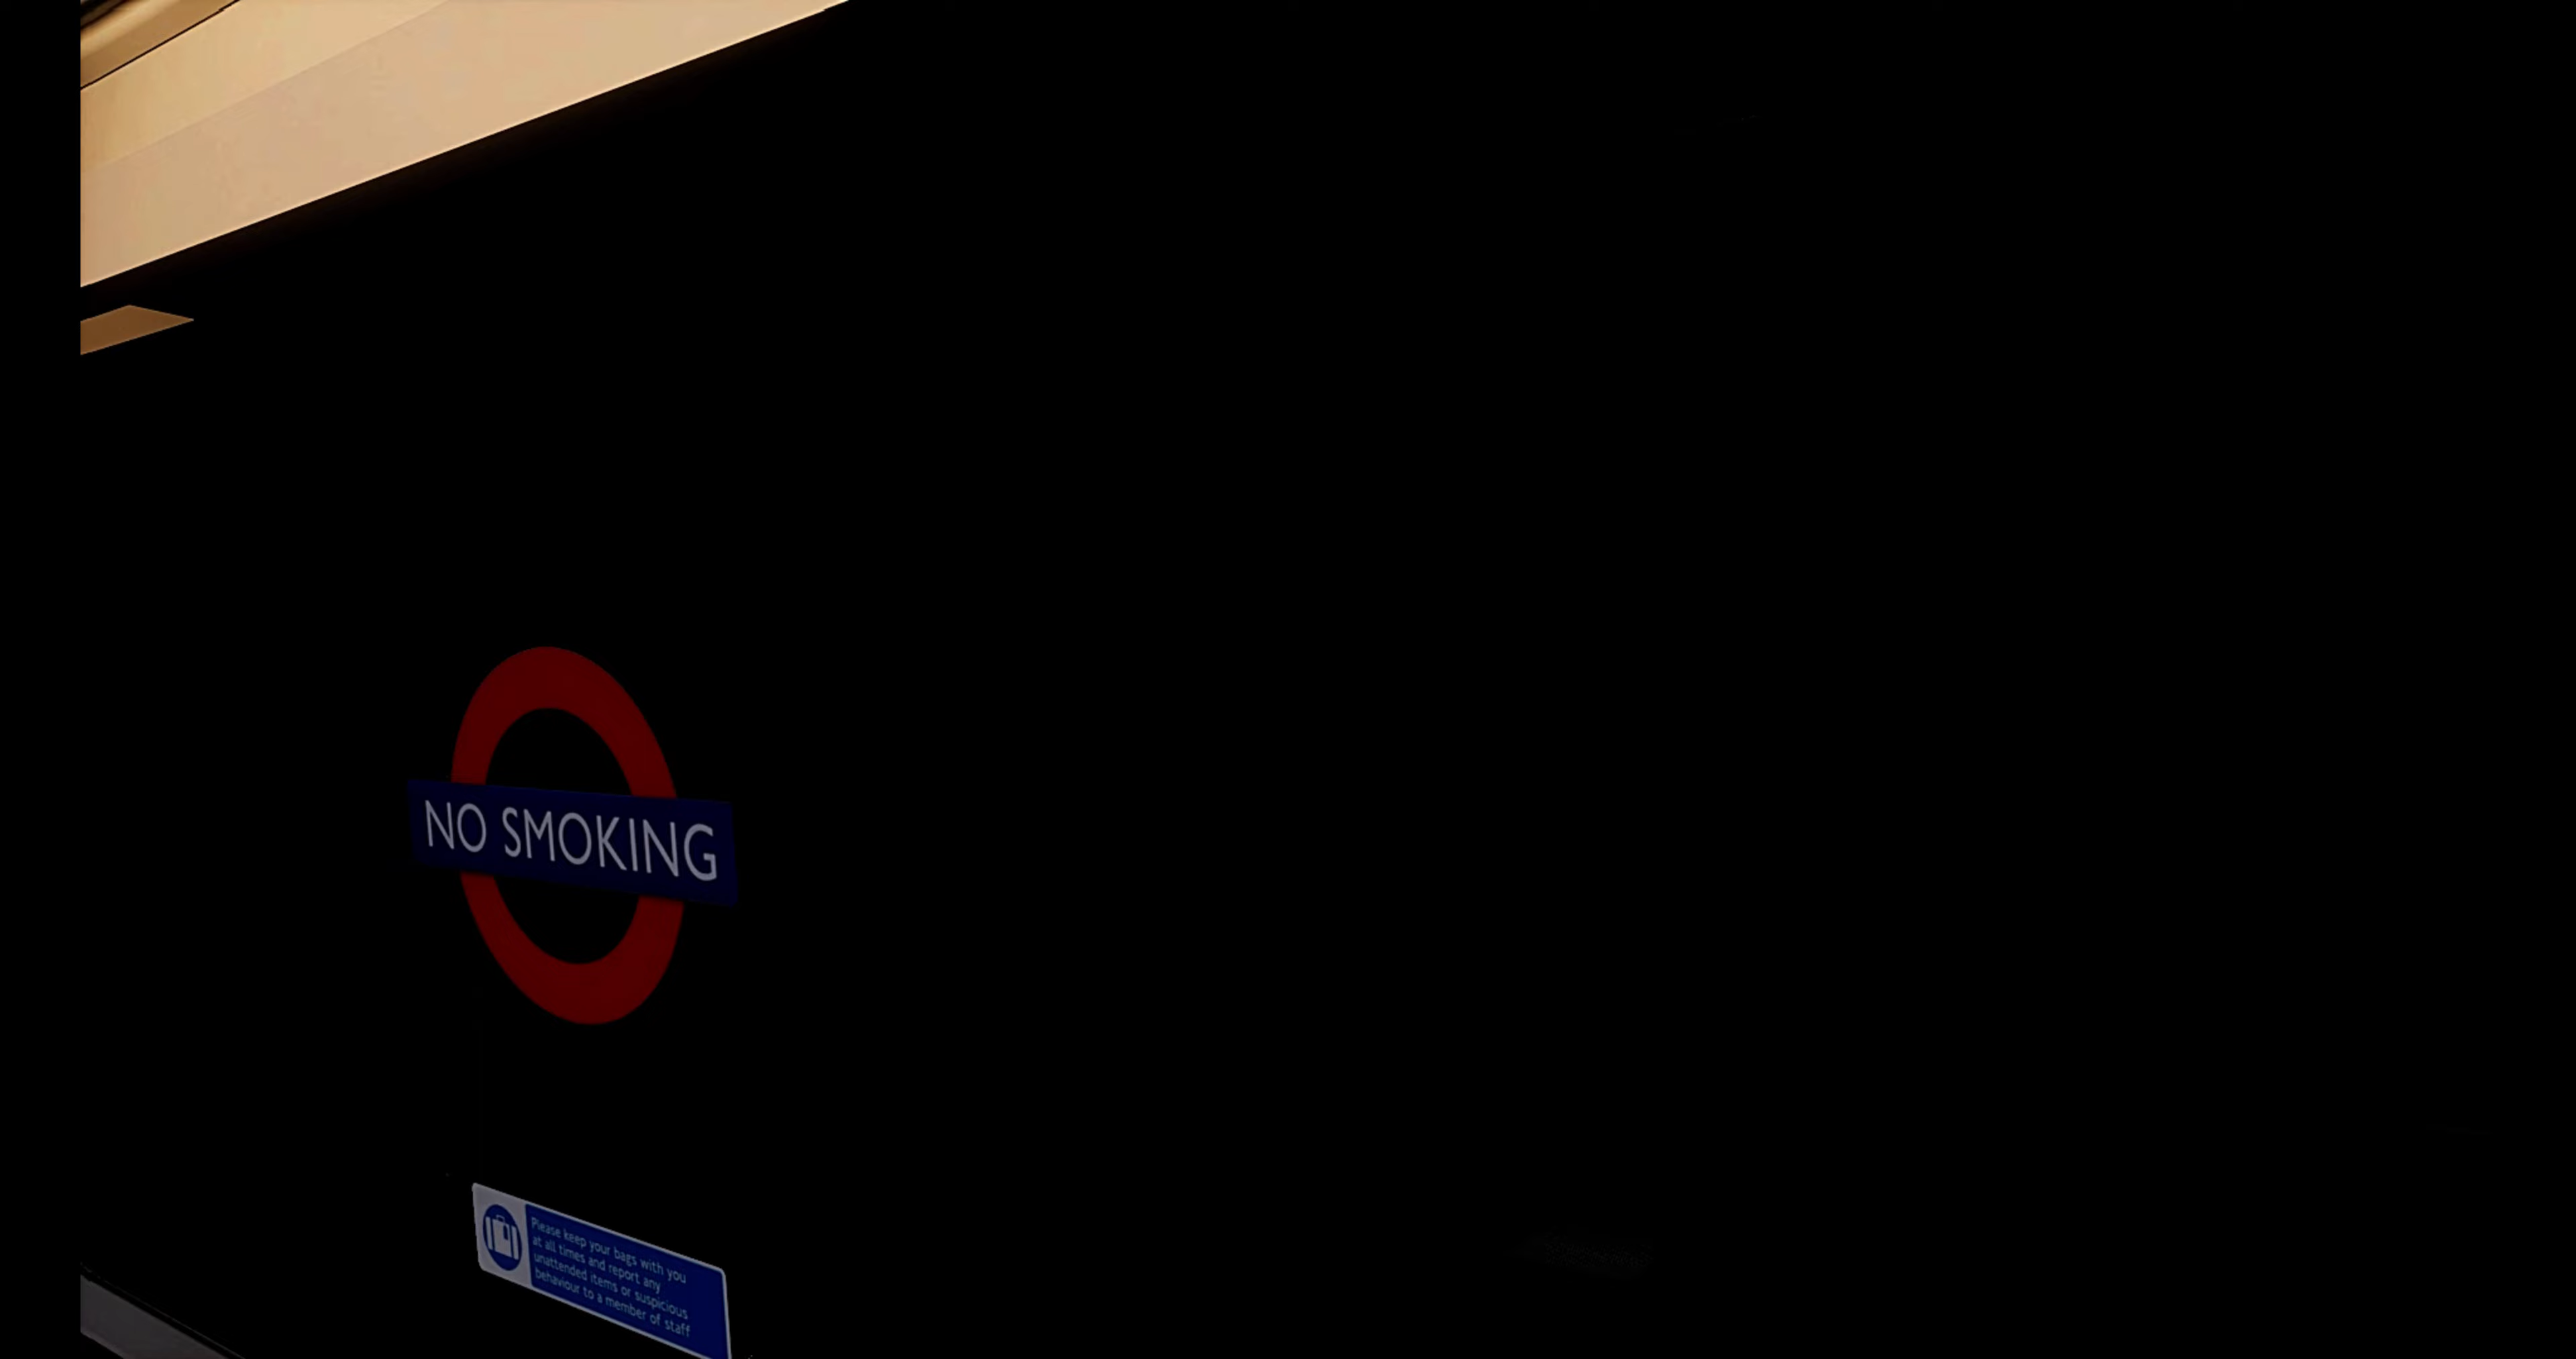 NO SMOKING
Please keep your bags with you
at all times and report any
unattended items or suspicious
behaviour to a member of staff